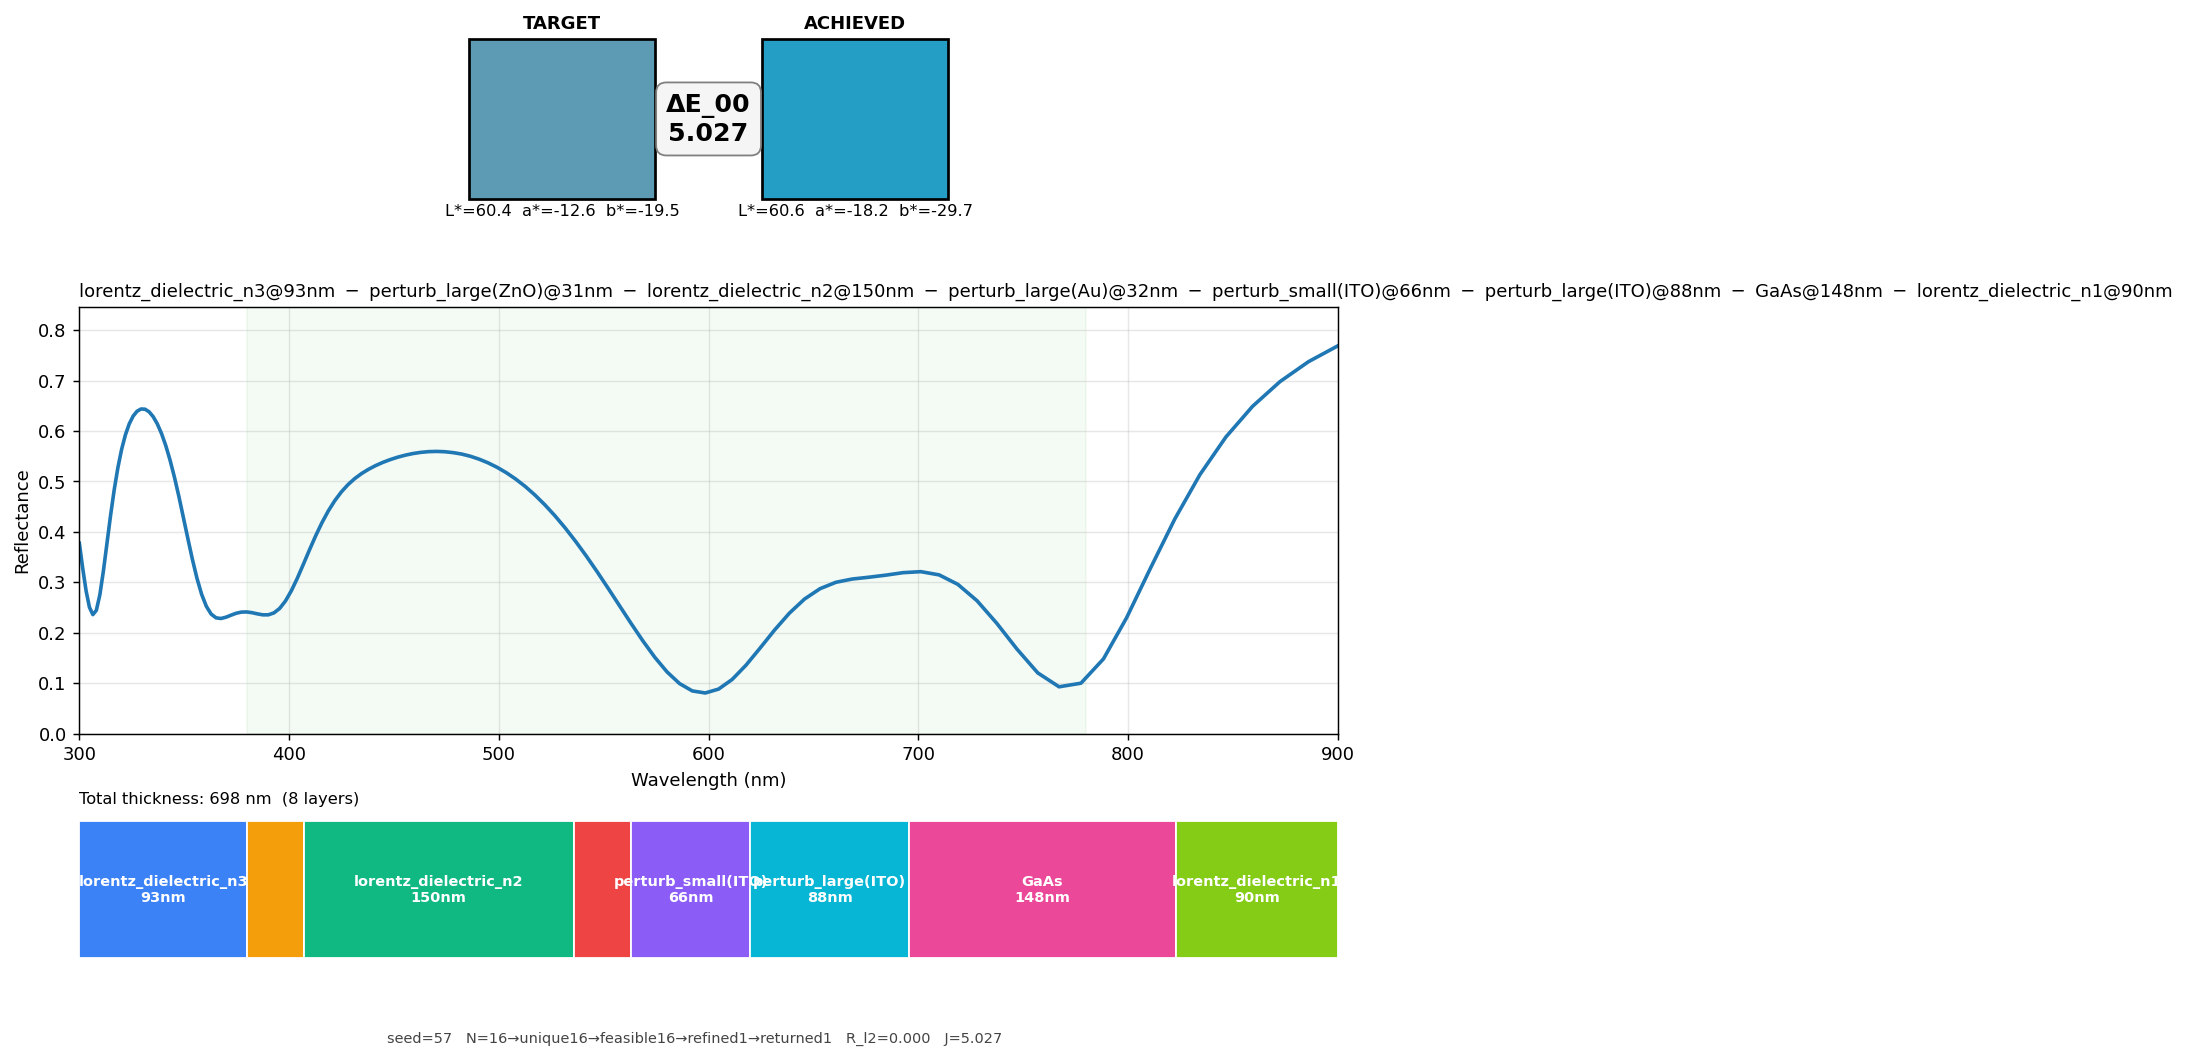 TARGET
ACHIEVED
ΔE_00
5.027
L*=60.4 a*=-12.6 b*=-19.5
L*=60.6 a*=-18.2 b*=-29.7
lorentz_dielectric_n3@93nm − perturb_large(ZnO)@31nm − lorentz_dielectric_n2@150nm − perturb_large(Au)@32nm − perturb_small(ITO)@66nm − perturb_large(ITO)@88nm − GaAs@148nm − lorentz_dielectric_n1@90nm
0.8
0.7
0.6
0.5
0.4
0.3
0.2
0.1
0.0
Reflectance
300 400 500 600 700 800 900
Wavelength (nm)
Total thickness: 698 nm (8 layers)
lorentz_dielectric_n3
93nm
lorentz_dielectric_n2
150nm
perturb_small(ITO)
66nm
perturb_large(ITO)
88nm
GaAs
148nm
lorentz_dielectric_n1
90nm
seed=57 N=16→unique16→feasible16→refined1→returned1 R_l2=0.000 J=5.027